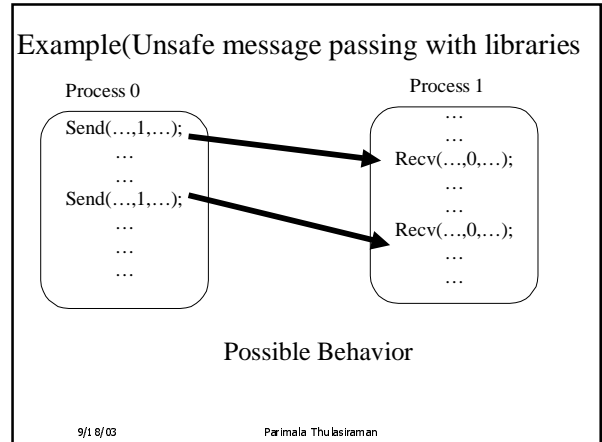 Example(Unsafe message passing with libraries
Process 0
Send(…,1,…);
…
…
Send(…,1,…);
…
…
…
Process 1
…
…
Recv(…,0,…);
…
…
Recv(…,0,…);
…
…
Possible Behavior
9/18/03
Parimala Thulasiraman